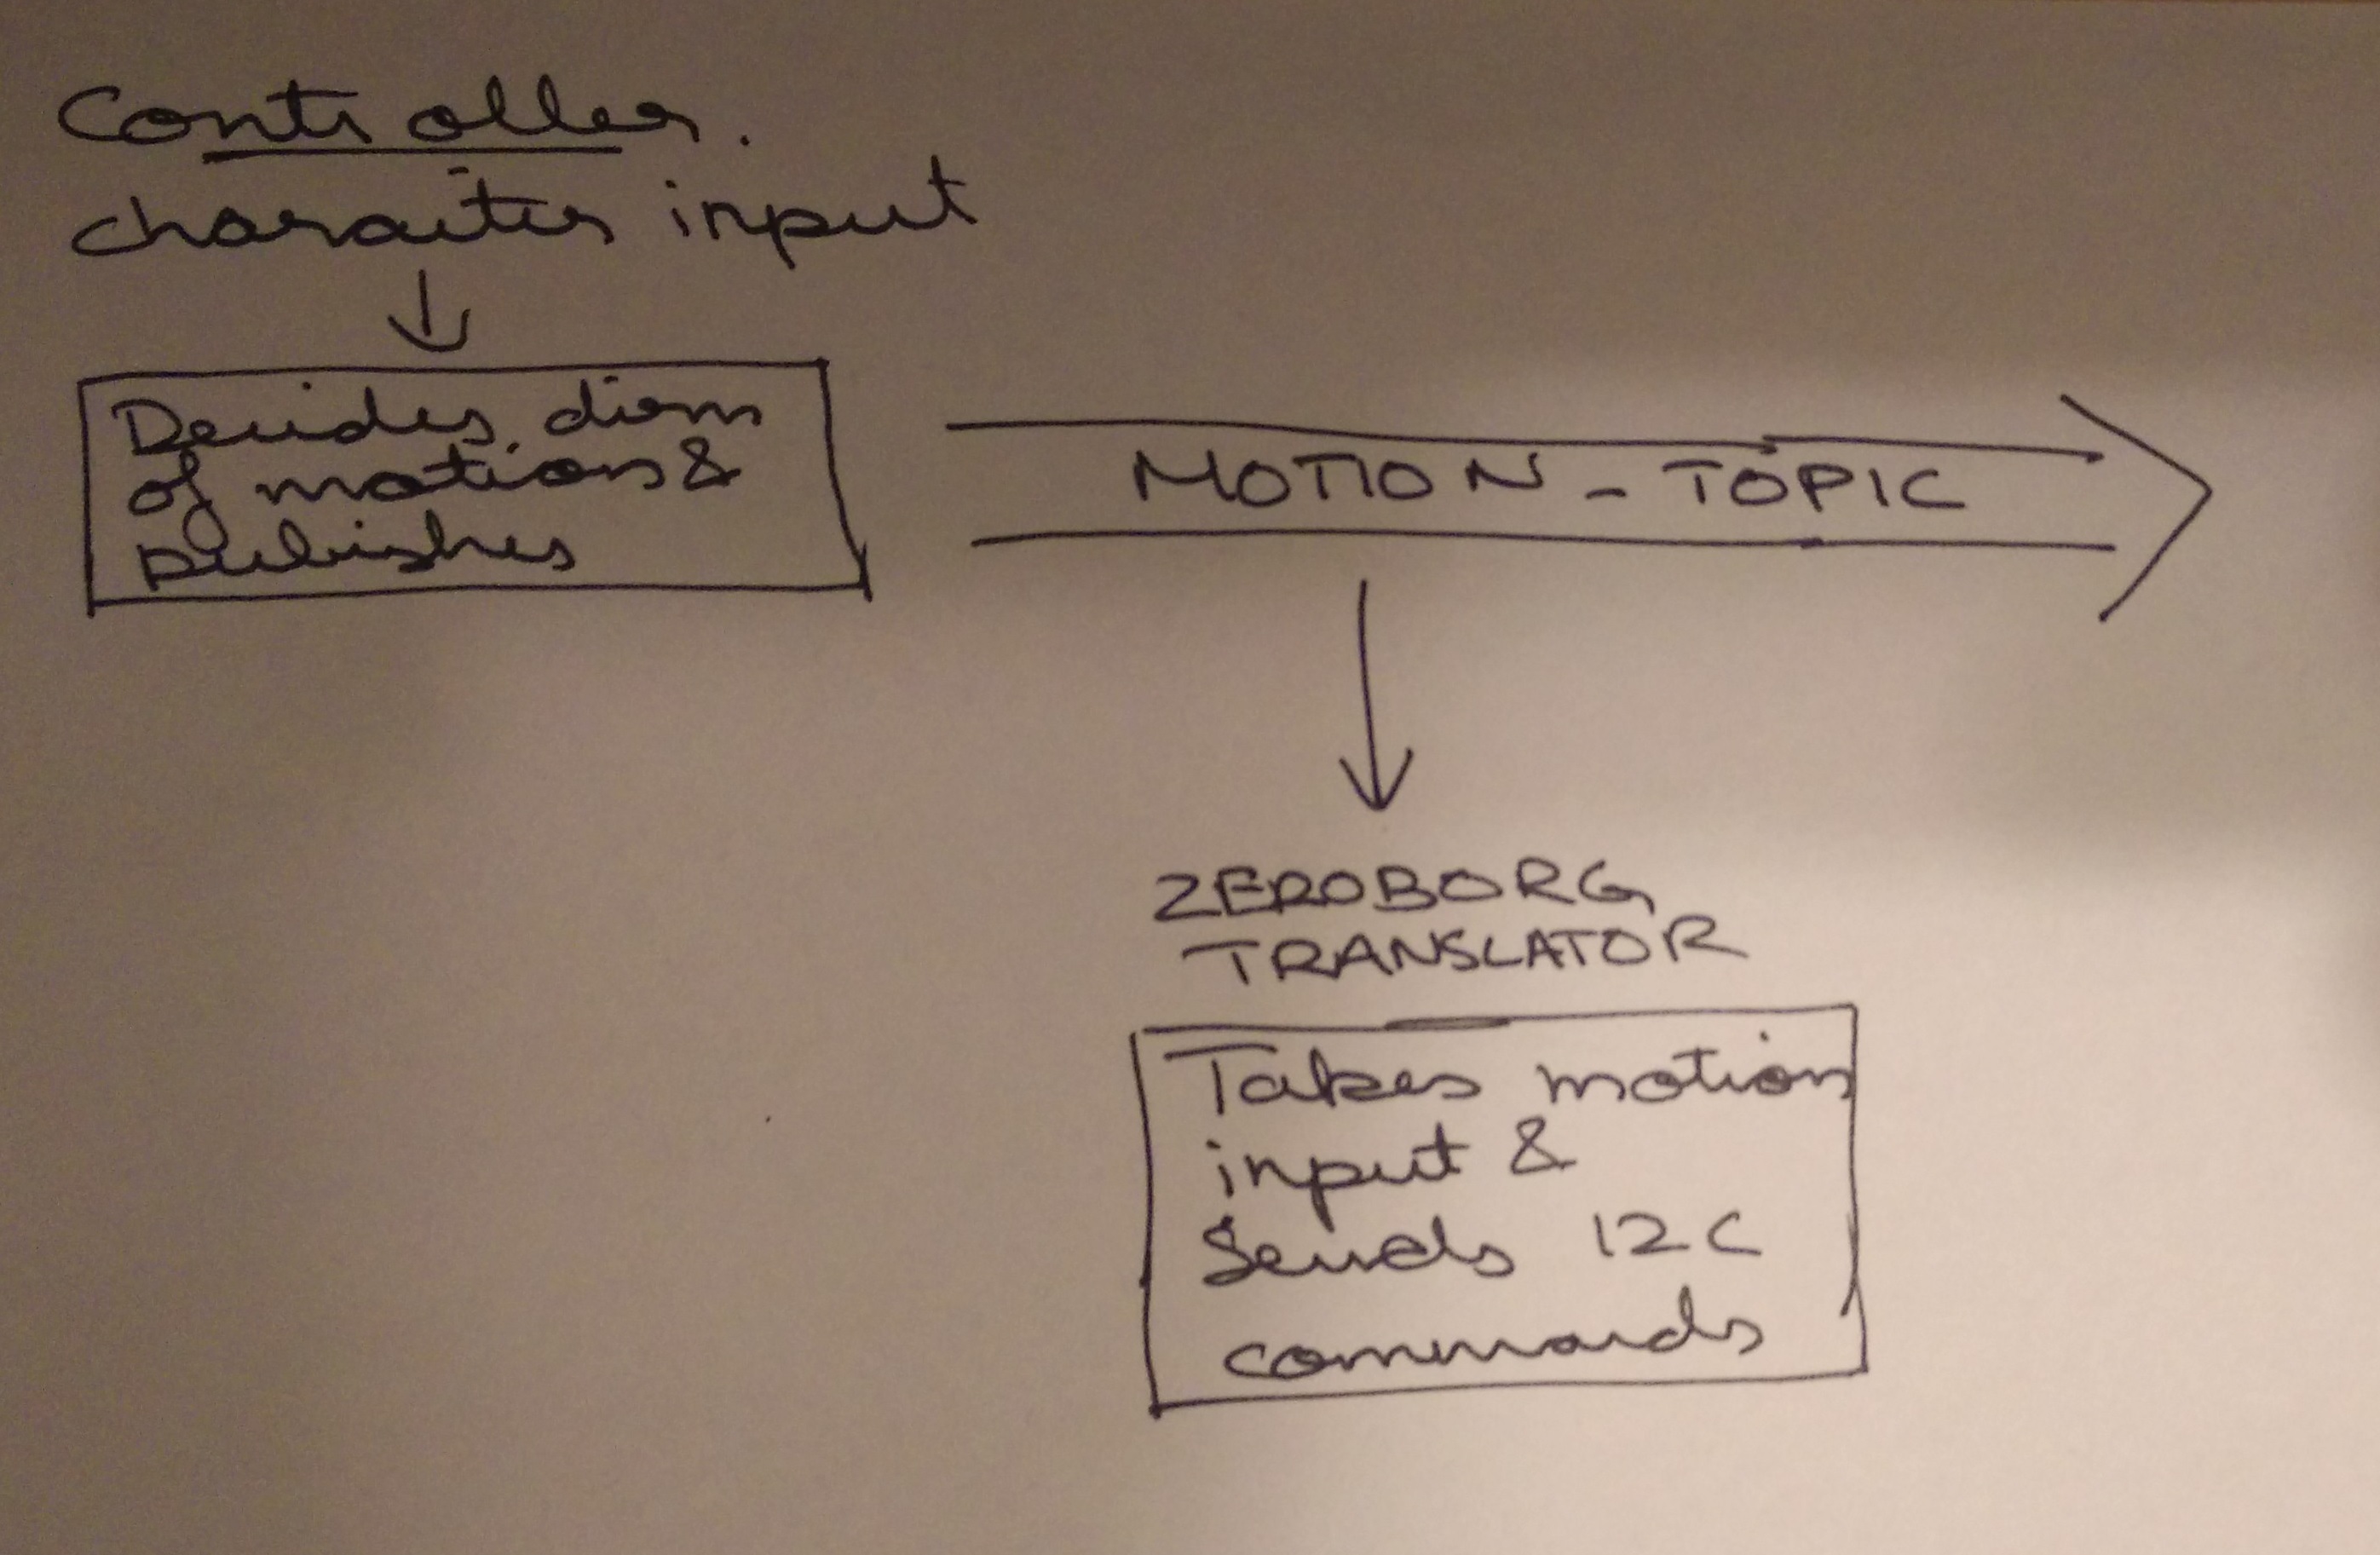 Controller.
character input
Decides dirn
of motion &
publishes
MOTION - TOPIC
ZEROBORG
TRANSLATOR
Takes motion
input &
Sends I2C
commands